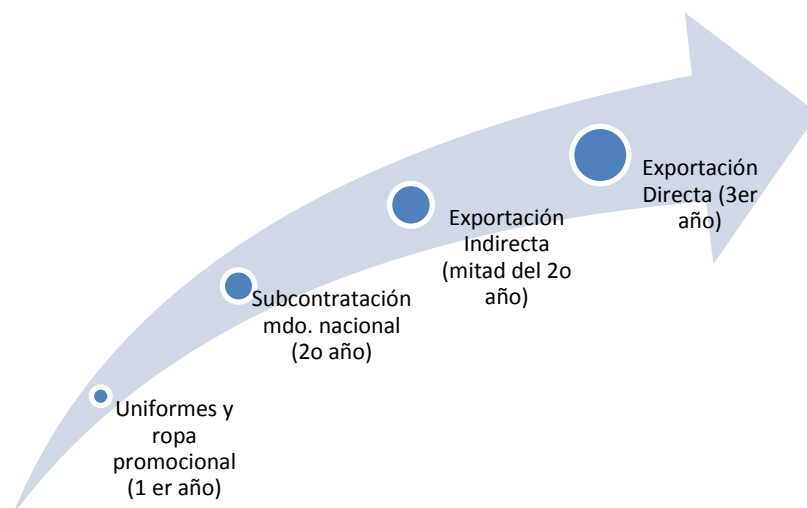 Uniformes y
ropa
promocional
(1 er año)
Subcontratación
mdo. nacional
(2o año)
Exportación
Indirecta
(mitad del 2o
año)
Exportación
Directa (3er
año)